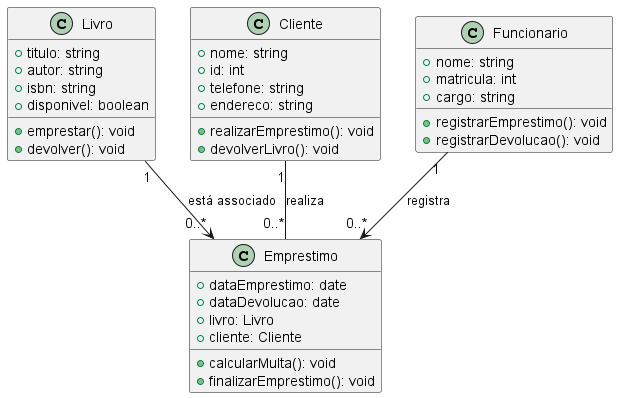 C Livro
titulo: string
autor: string
isbn: string
disponivel: boolean
emprestar(): void
devolver(): void
C Cliente
nome: string
id: int
telefone: string
endereco: string
realizarEmprestimo(): void
devolverLivro(): void
C Funcionario
nome: string
matricula: int
cargo: string
registrarEmprestimo(): void
registrarDevolucao(): void
1
1
1
está associado
realiza
registra
0..*
0..*
0..*
C Emprestimo
dataEmprestimo: date
dataDevolucao: date
livro: Livro
cliente: Cliente
calcularMulta(): void
finalizarEmprestimo(): void